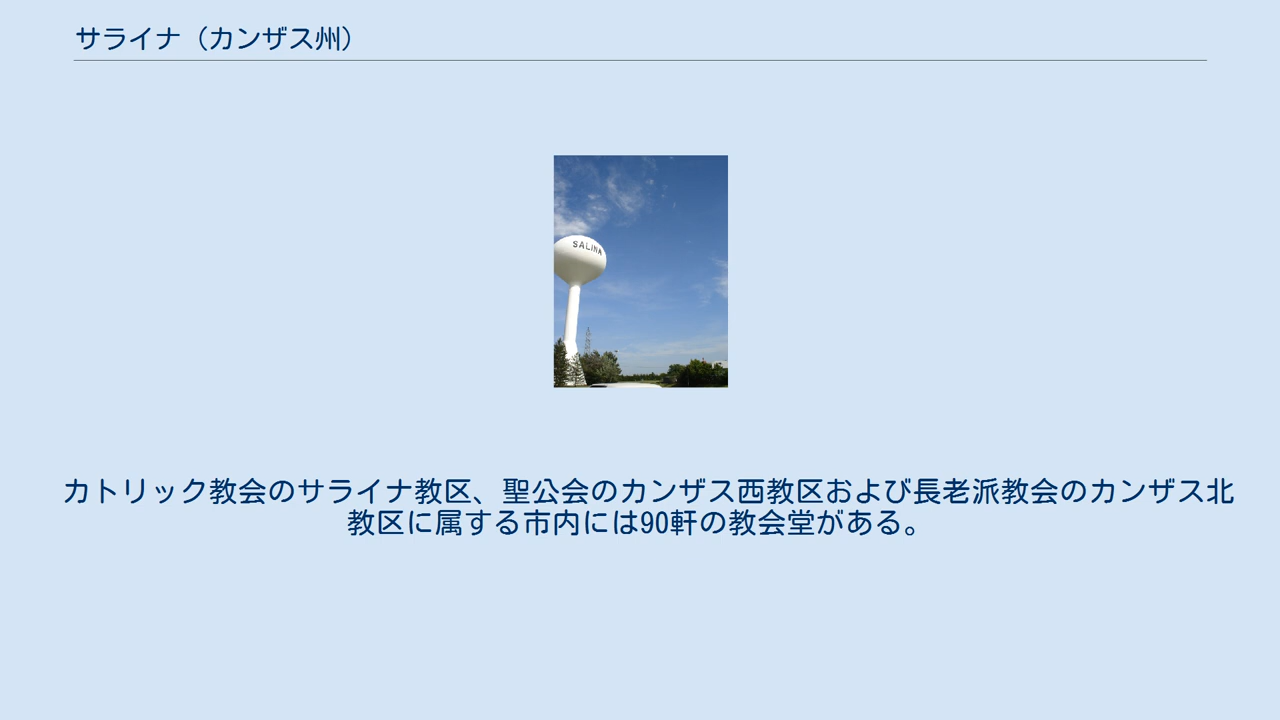 サライナ（カンザス州）
SALINA
カトリック教会のサライナ教区、聖公会のカンザス西教区および長老派教会のカンザス北
教区に属する市内には90軒の教会堂がある。